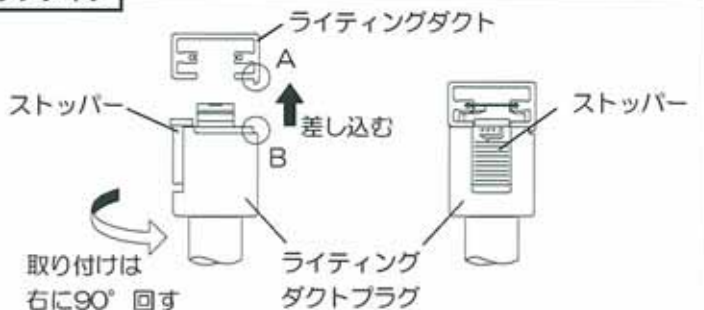 ライティングダクト
A
ストッパー
差し込む
B
ストッパー
取り付けは
右に90°回す
ライティング
ダクトプラグ